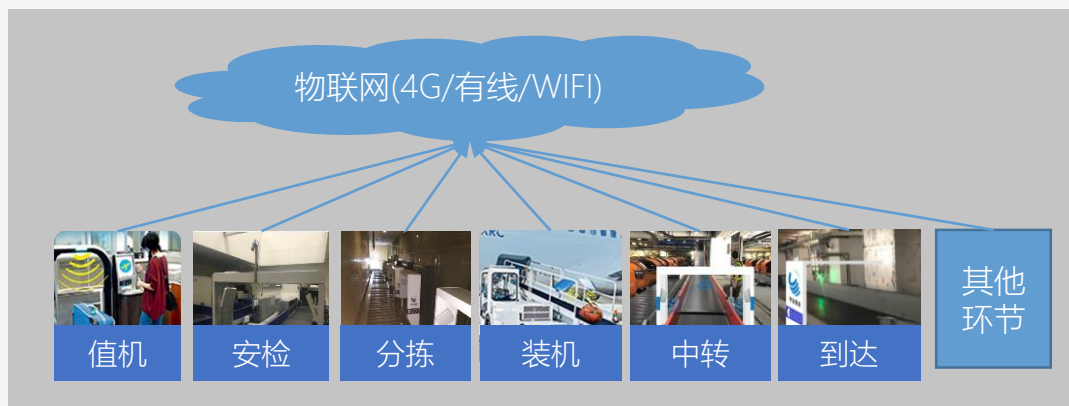 物联网(4G/有线/WIFI)
值机
安检
分拣
装机
中转
到达
其他
环节